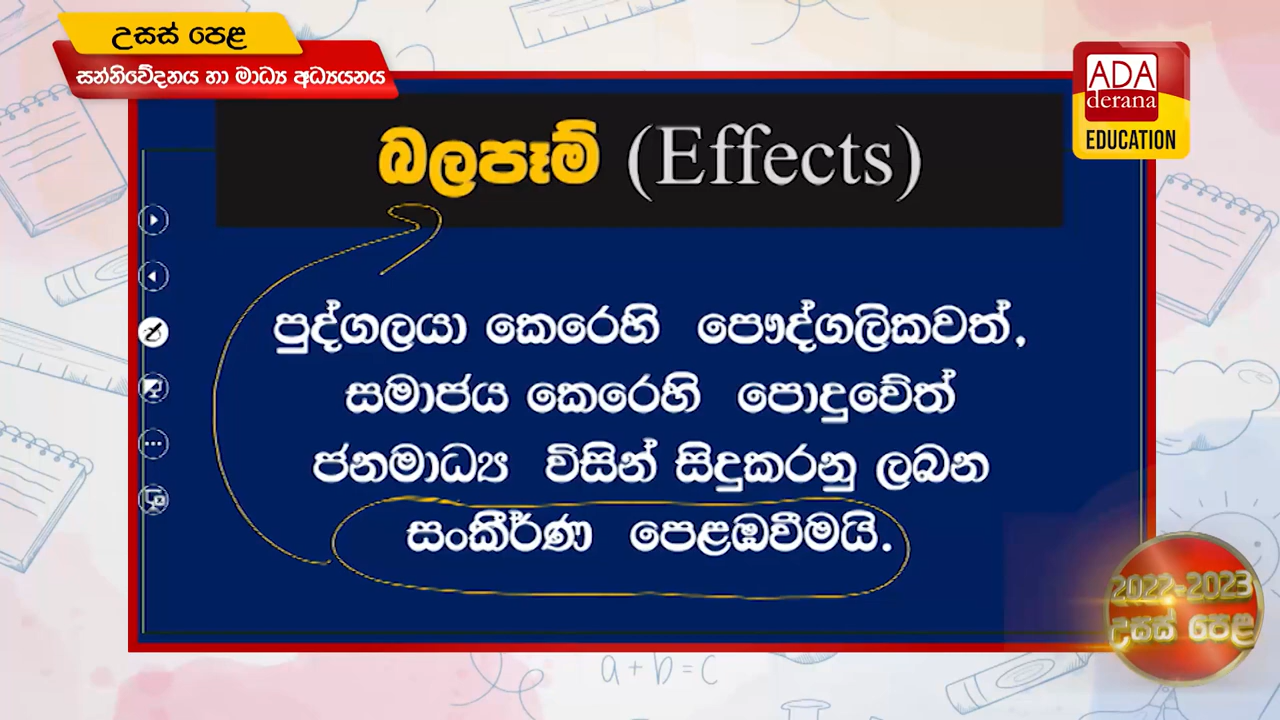 උසස් පෙළ
සන්නිවේදනය හා මාධ්‍ය අධ්‍යයනය
ADA
derana
EDUCATION
බලපෑම් (Effects)
පුද්ගලයා කෙරෙහි පෞද්ගලිකවත්,
සමාජය කෙරෙහි පොදුවේත්
ජනමාධ්‍ය විසින් සිදුකරනු ලබන
සංකීර්ණ පෙළඹවීමයි.
2022-2023
උසස් පෙළ
a + b = c